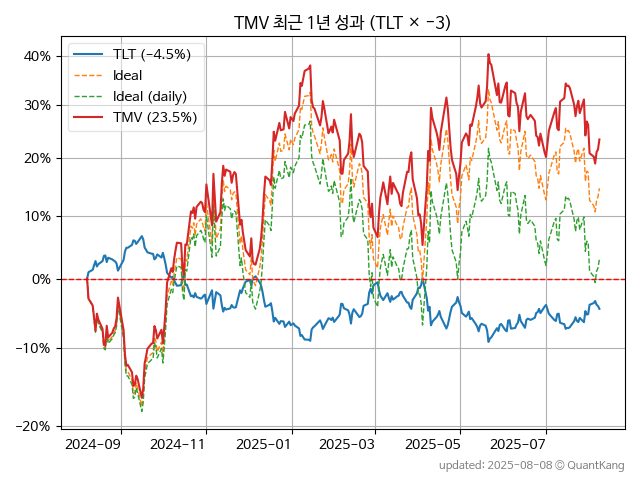 TMV 최근 1년 성과 (TLT × −3)
TLT (−4.5%)
Ideal
Ideal (daily)
TMV (23.5%)
40%
30%
20%
10%
0%
−10%
−20%
2024-09
2024-11
2025-01
2025-03
2025-05
2025-07
updated: 2025-08-08 © QuantKang